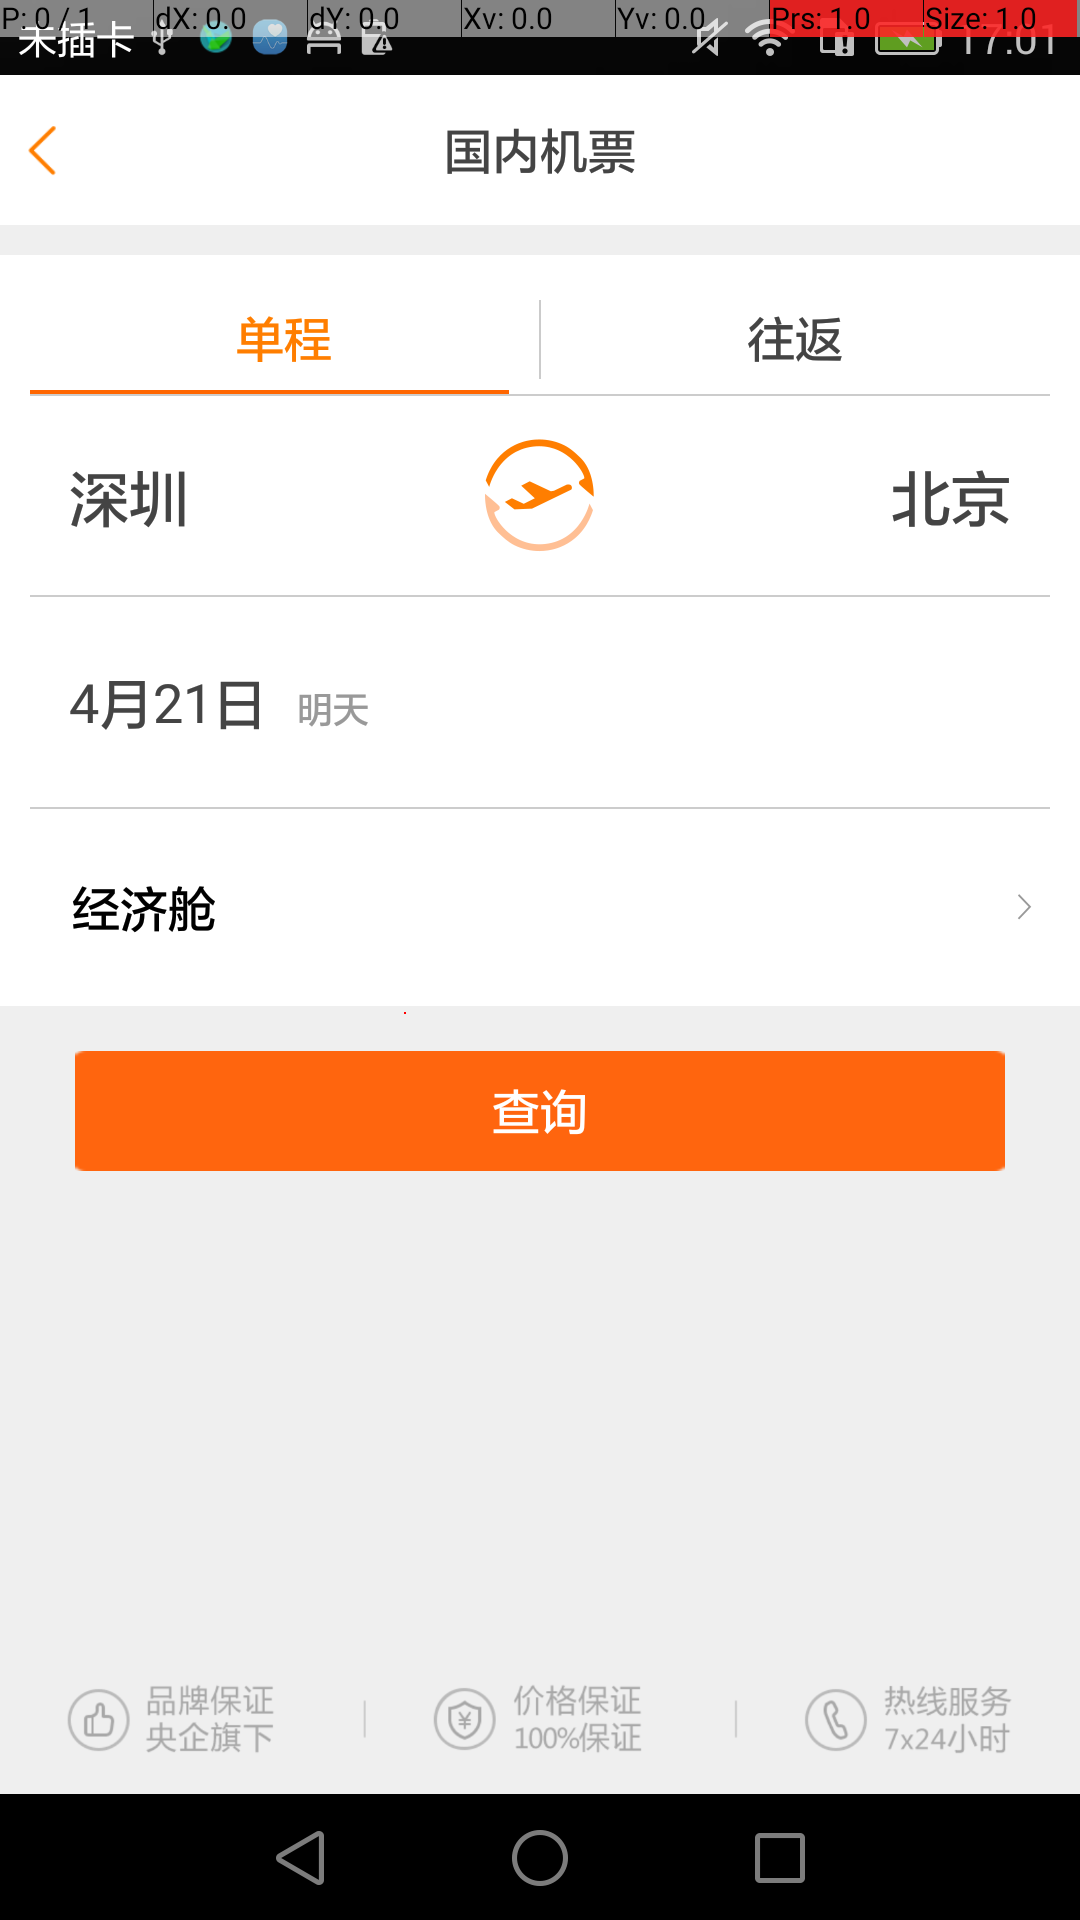 P: 0 / 1 dX: 0.0 dY: 0.0 Xv: 0.0 Yv: 0.0 Prs: 1.0 Size: 1.0
未插卡 17:01
国内机票
单程 往返
深圳 北京
4月21日 明天
经济舱
查询
品牌保证 价格保证 热线服务
央企旗下 100%保证 7x24小时